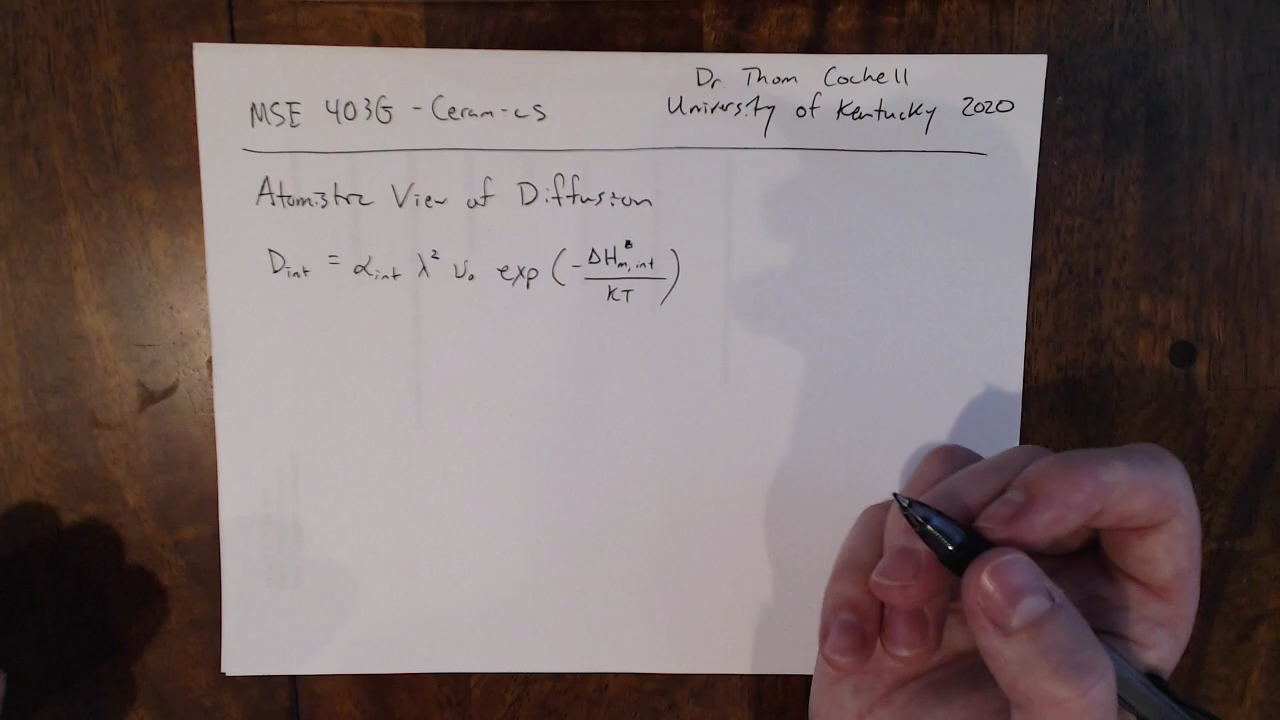 Dr Thom Cochell
MSE 403G - Ceramics
University of Kentucky 2020
Atomistic View of Diffusion
D_int = α_int λ² ν₀ exp (- ΔH*_m,int / kT)